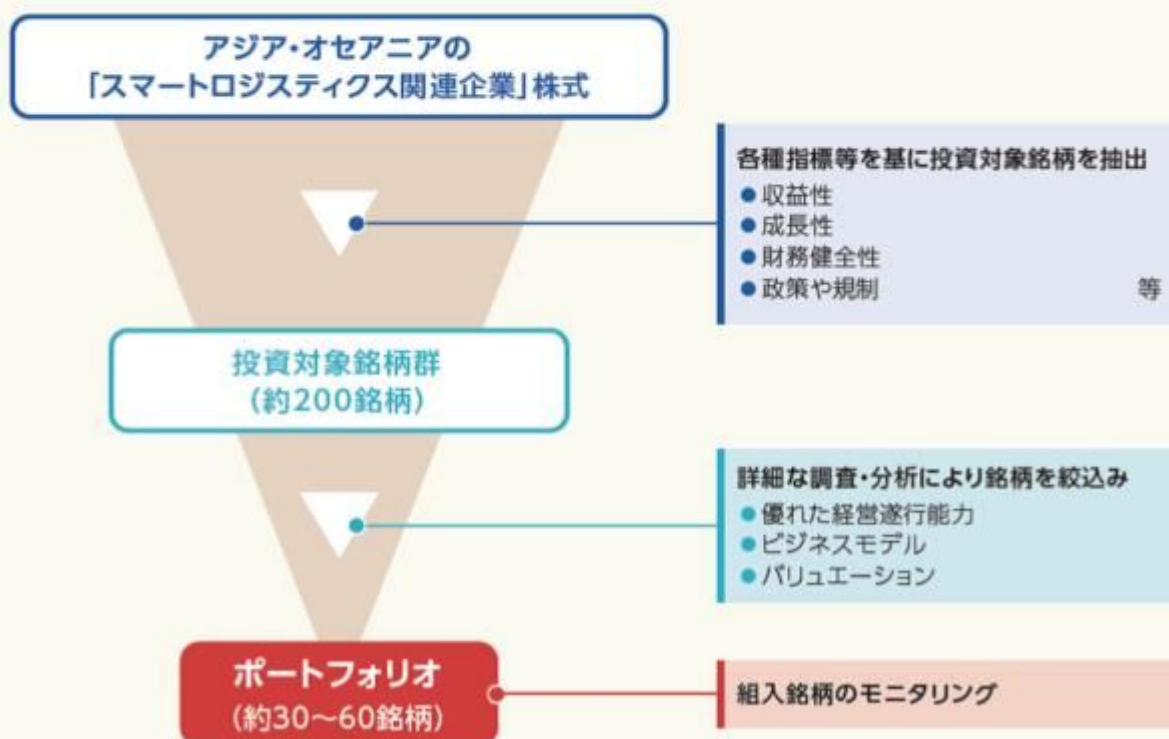 アジア・オセアニアの
「スマートロジスティクス関連企業」株式
各種指標等を基に投資対象銘柄を抽出
●収益性
●成長性
●財務健全性
●政策や規制 等
投資対象銘柄群
(約200銘柄)
詳細な調査・分析により銘柄を絞込み
●優れた経営遂行能力
●ビジネスモデル
●バリュエーション
ポートフォリオ
(約30~60銘柄)
組入銘柄のモニタリング